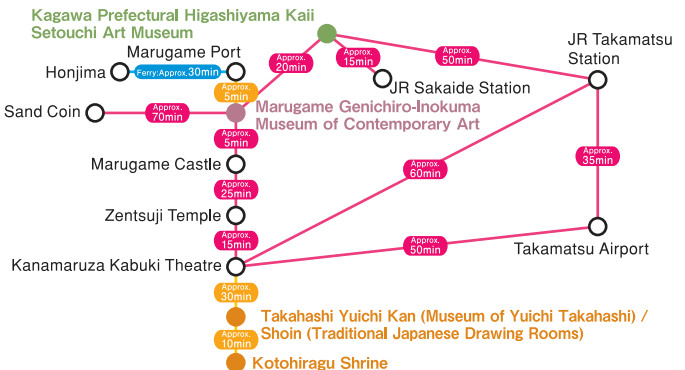 Kagawa Prefectural Higashiyama Kaii
Setouchi Art Museum
Marugame Port
Honjima
Ferry:Approx.30min
Approx.
20min
Approx.
15min
Approx.
50min
JR Takamatsu
Station
JR Sakaide Station
Approx.
5min
Sand Coin
Approx.
70min
Marugame Genichiro-Inokuma
Museum of Contemporary Art
Approx.
5min
Marugame Castle
Approx.
25min
Approx.
60min
Approx.
35min
Zentsuji Temple
Approx.
15min
Approx.
50min
Takamatsu Airport
Kanamaruza Kabuki Theatre
Approx.
30min
Takahashi Yuichi Kan (Museum of Yuichi Takahashi) /
Shoin (Traditional Japanese Drawing Rooms)
Approx.
10min
Kotohiragu Shrine